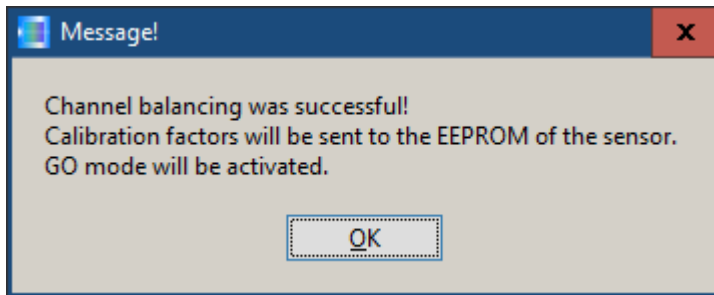 Message!
x
Channel balancing was successful!
Calibration factors will be sent to the EEPROM of the sensor.
GO mode will be activated.
OK